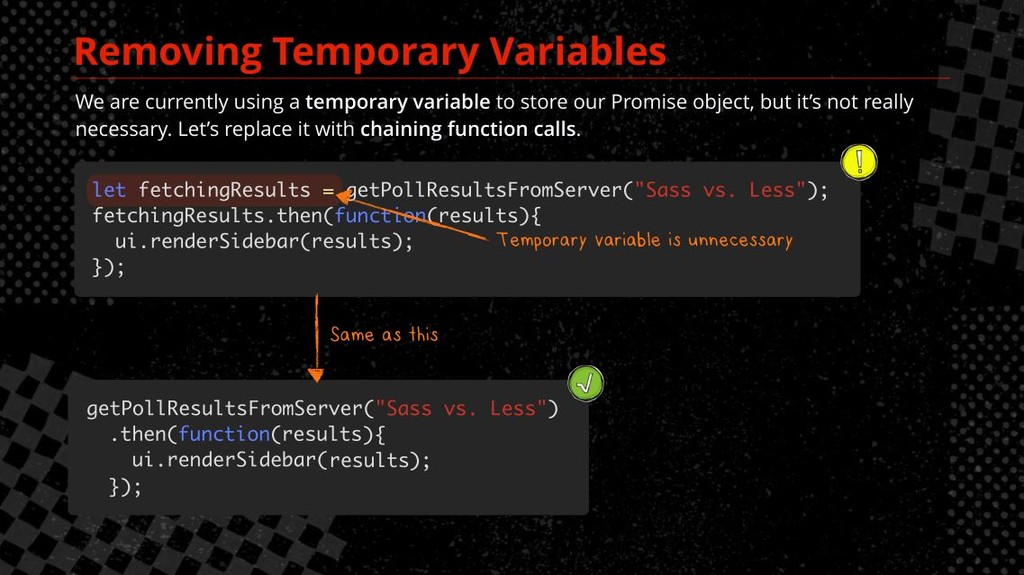 Removing Temporary Variables
We are currently using a temporary variable to store our Promise object, but it’s not really
necessary. Let’s replace it with chaining function calls.
!
let fetchingResults = getPollResultsFromServer("Sass vs. Less");
fetchingResults.then(function(results){
ui.renderSidebar(results);
Temporary variable is unnecessary
});
Same as this
getPollResultsFromServer("Sass vs. Less")
.then(function(results){
ui.renderSidebar(results);
});